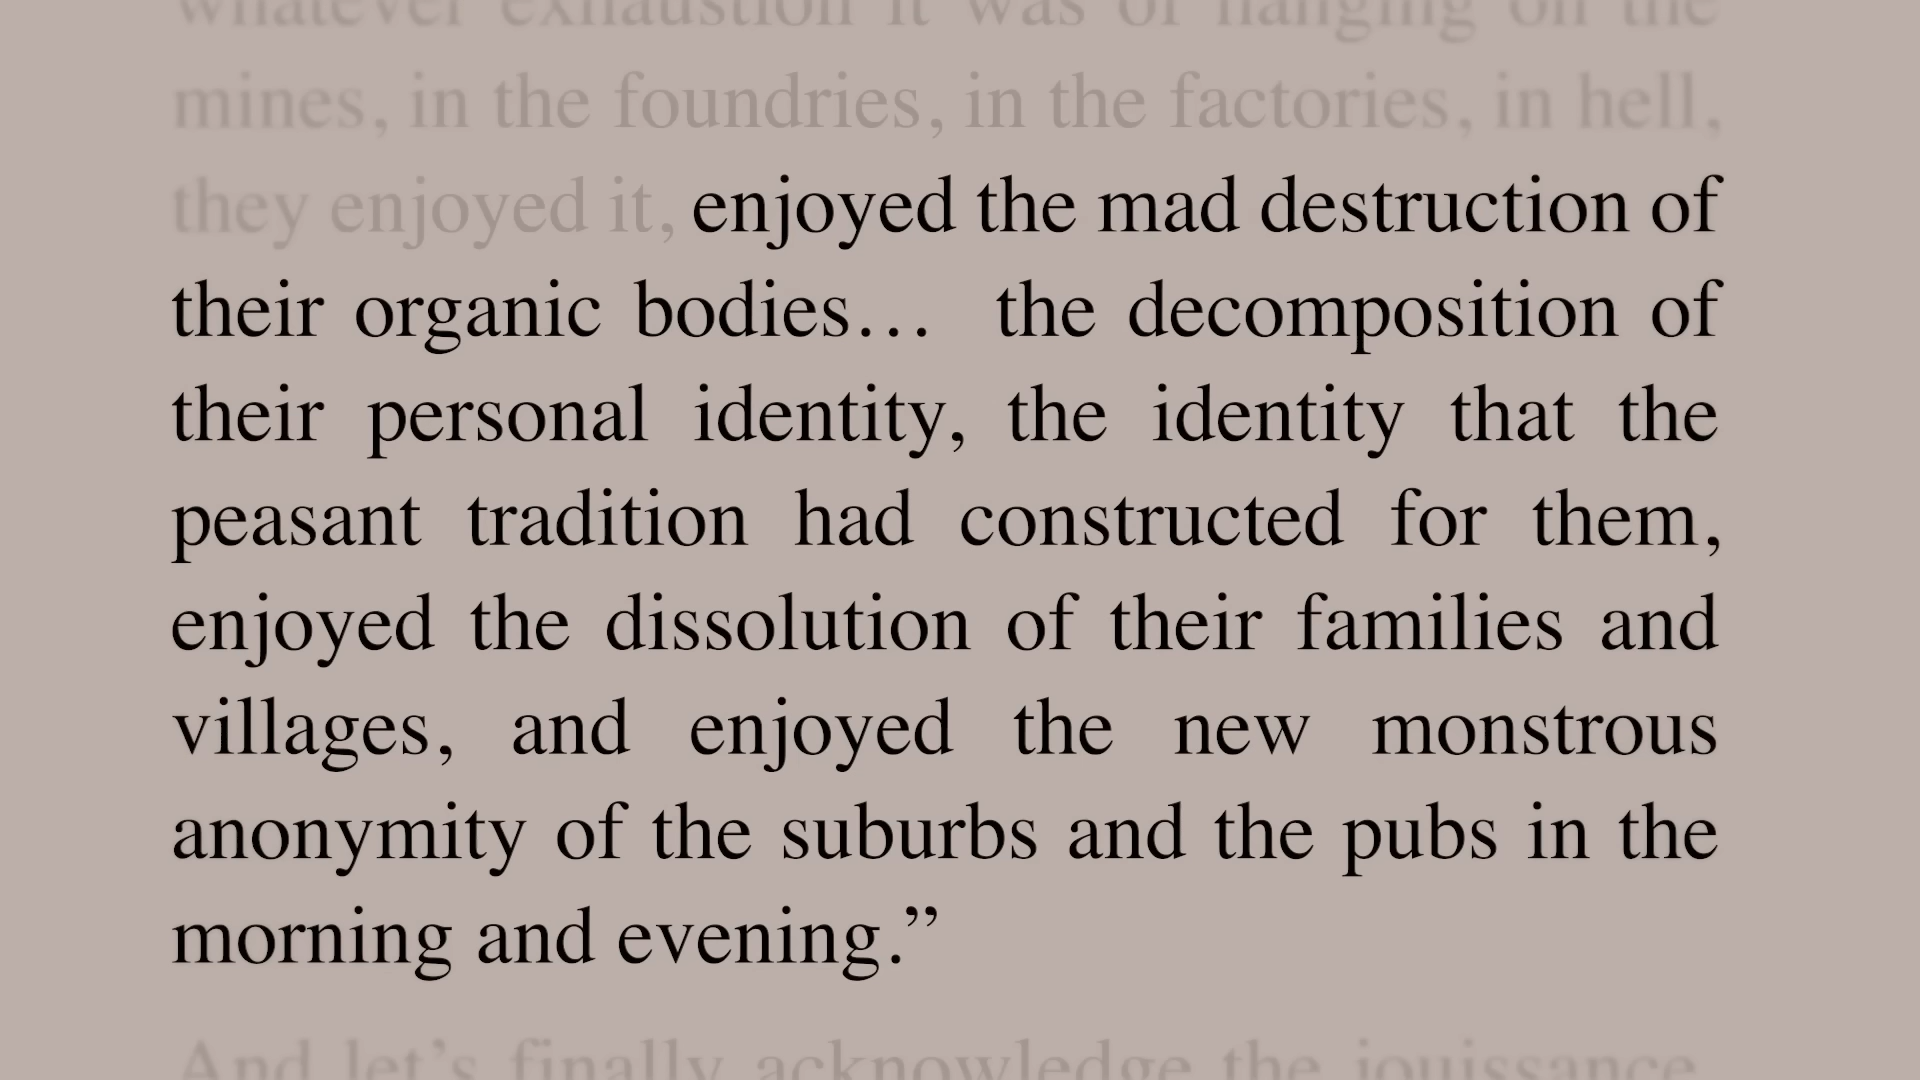 whatever exhaustion it was of hanging on the
mines, in the foundries, in the factories, in hell,
they enjoyed it, enjoyed the mad destruction of
their organic bodies… the decomposition of
their personal identity, the identity that the
peasant tradition had constructed for them,
enjoyed the dissolution of their families and
villages, and enjoyed the new monstrous
anonymity of the suburbs and the pubs in the
morning and evening.”
And let’s finally acknowledge the jouissance